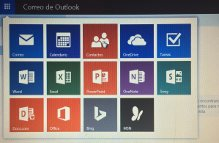 Correo de Outlook
Correo Calendario Contactos OneDrive Tareas
Word Excel PowerPoint OneNote Sway
Docs.com Office Bing MSN